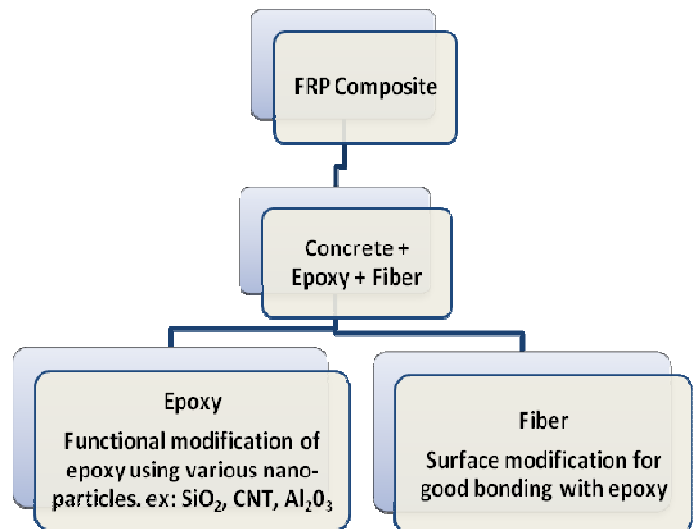 FRP Composite
Concrete +
Epoxy + Fiber
Epoxy
Functional modification of
epoxy using various nano-
particles. ex: SiO₂, CNT, Al₂0₃
Fiber
Surface modification for
good bonding with epoxy